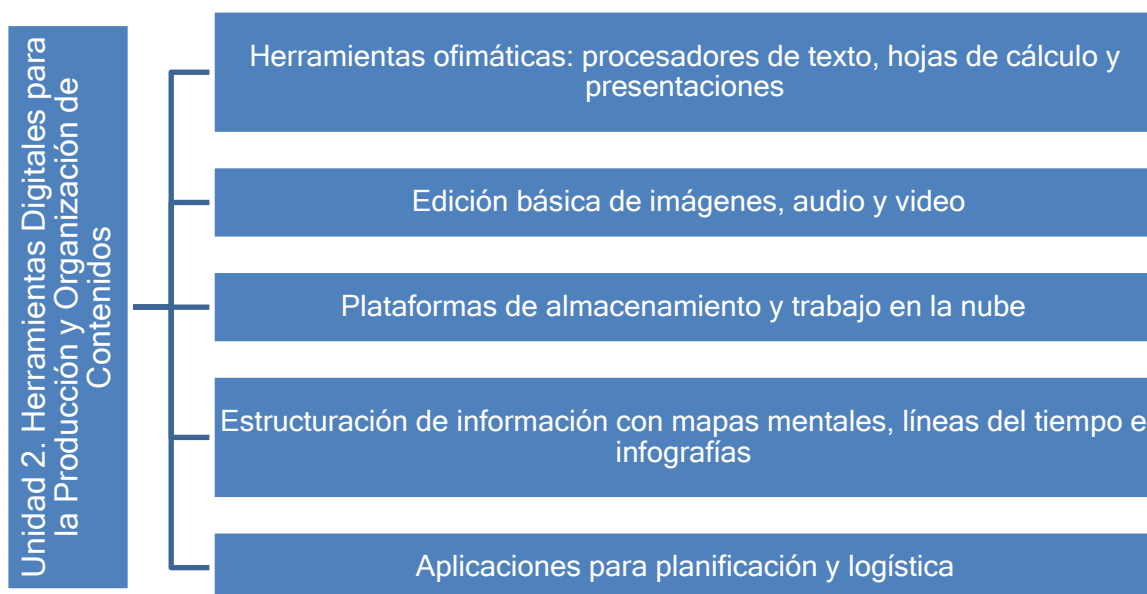 Unidad 2. Herramientas Digitales para
la Producción y Organización de
Contenidos
Herramientas ofimáticas: procesadores de texto, hojas de cálculo y
presentaciones
Edición básica de imágenes, audio y video
Plataformas de almacenamiento y trabajo en la nube
Estructuración de información con mapas mentales, líneas del tiempo e
infografías
Aplicaciones para planificación y logística